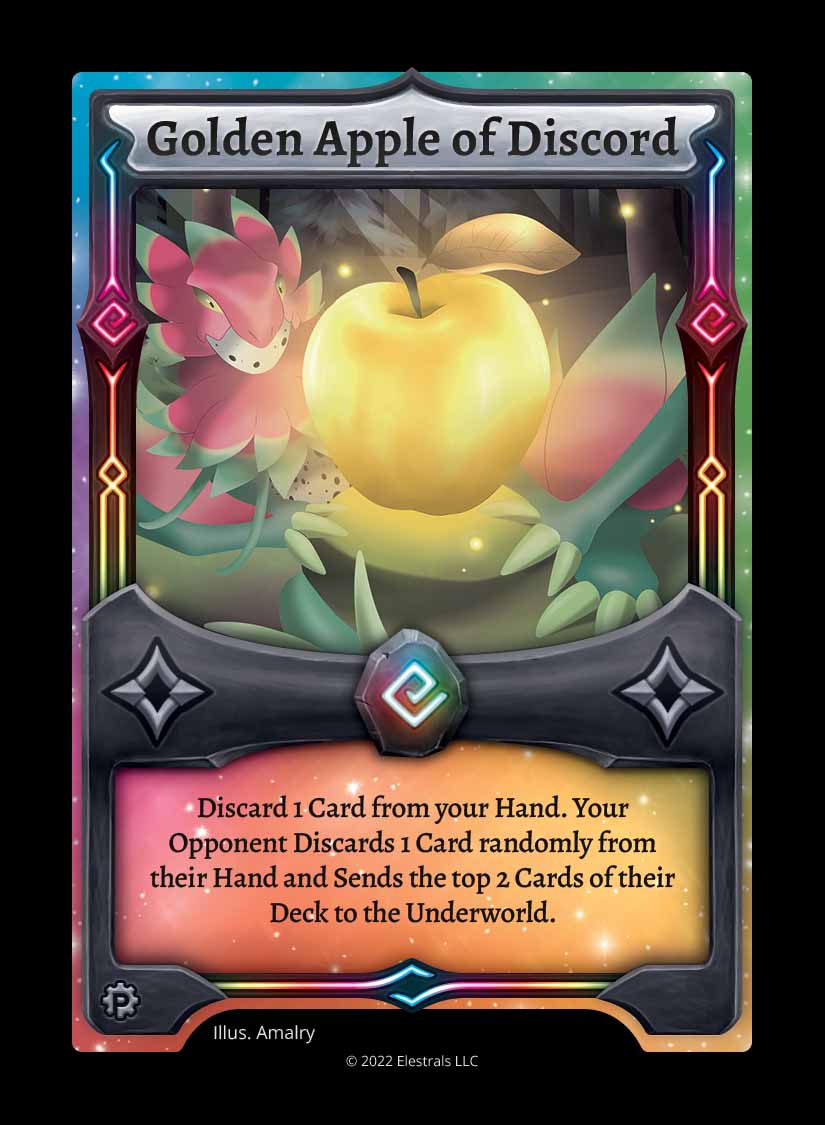 Golden Apple of Discord
Discard 1 Card from your Hand. Your
Opponent Discards 1 Card randomly from
their Hand and Sends the top 2 Cards of their
Deck to the Underworld.
P
Illus. Amalry
© 2022 Elestrals LLC